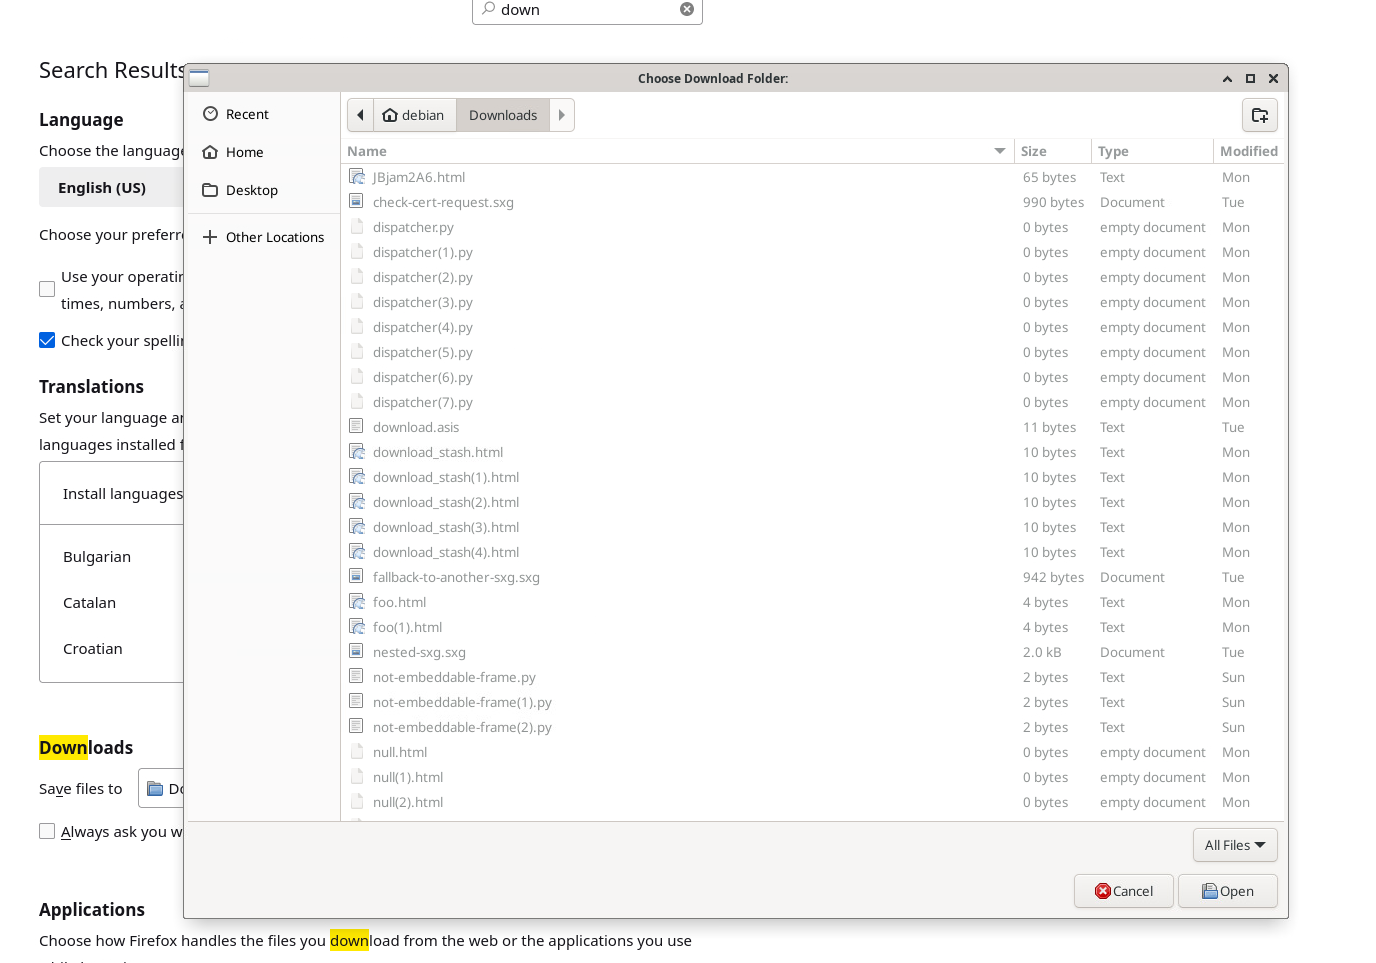 down
Search Results
Choose Download Folder:
Language
Choose the language
English (US)
Choose your preferre
Use your operatin
times, numbers, a
Check your spellin
Translations
Set your language an
languages installed f
Install languages
Bulgarian
Catalan
Croatian
Downloads
Save files to
Do
Always ask you w
Applications
Choose how Firefox handles the files you download from the web or the applications you use
Recent
Home
Desktop
Other Locations
debian
Downloads
Name Size Type Modified
JBjam2A6.html 65 bytes Text Mon
check-cert-request.sxg 990 bytes Document Tue
dispatcher.py 0 bytes empty document Mon
dispatcher(1).py 0 bytes empty document Mon
dispatcher(2).py 0 bytes empty document Mon
dispatcher(3).py 0 bytes empty document Mon
dispatcher(4).py 0 bytes empty document Mon
dispatcher(5).py 0 bytes empty document Mon
dispatcher(6).py 0 bytes empty document Mon
dispatcher(7).py 0 bytes empty document Mon
download.asis 11 bytes Text Tue
download_stash.html 10 bytes Text Mon
download_stash(1).html 10 bytes Text Mon
download_stash(2).html 10 bytes Text Mon
download_stash(3).html 10 bytes Text Mon
download_stash(4).html 10 bytes Text Mon
fallback-to-another-sxg.sxg 942 bytes Document Tue
foo.html 4 bytes Text Mon
foo(1).html 4 bytes Text Mon
nested-sxg.sxg 2.0 kB Document Tue
not-embeddable-frame.py 2 bytes Text Sun
not-embeddable-frame(1).py 2 bytes Text Sun
not-embeddable-frame(2).py 2 bytes Text Sun
null.html 0 bytes empty document Mon
null(1).html 0 bytes empty document Mon
null(2).html 0 bytes empty document Mon
All Files
Cancel
Open